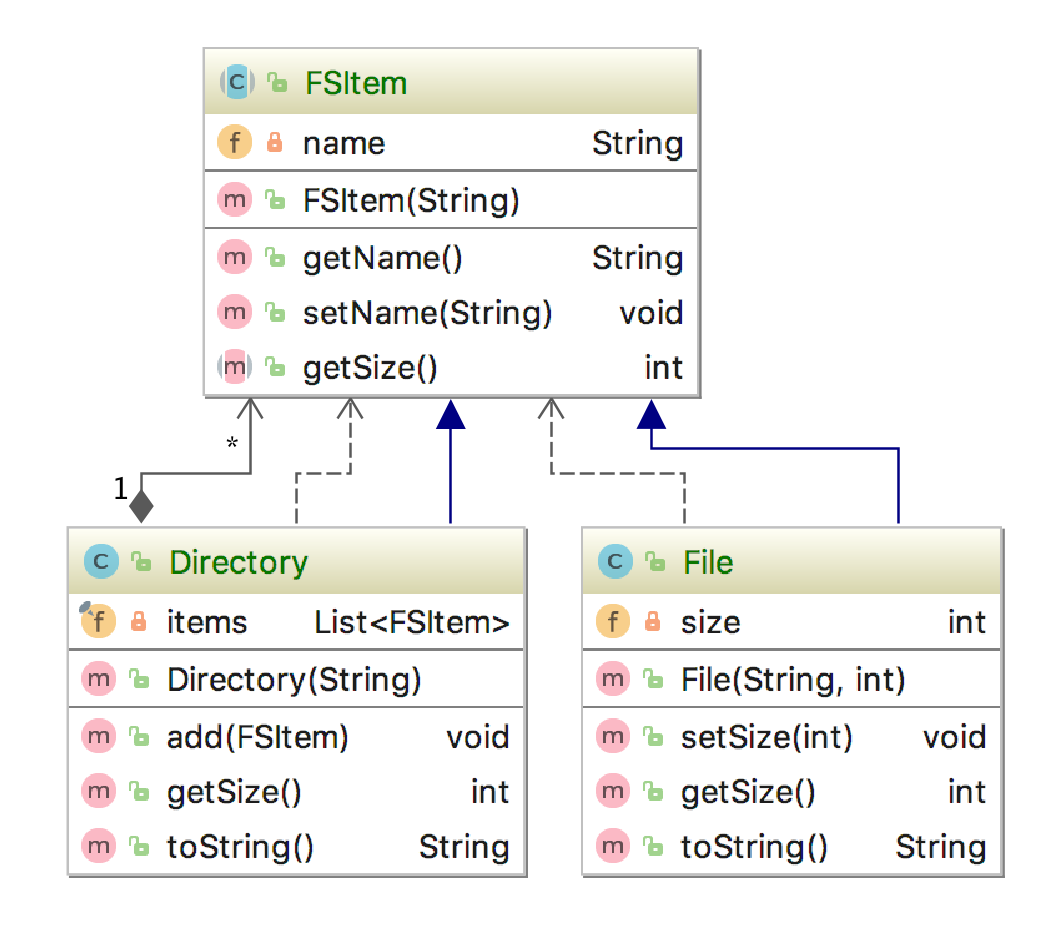 FSItem
name String
FSItem(String)
getName() String
setName(String) void
getSize() int
*
1
Directory
items List<FSItem>
Directory(String)
add(FSItem) void
getSize() int
toString() String
File
size int
File(String, int)
setSize(int) void
getSize() int
toString() String